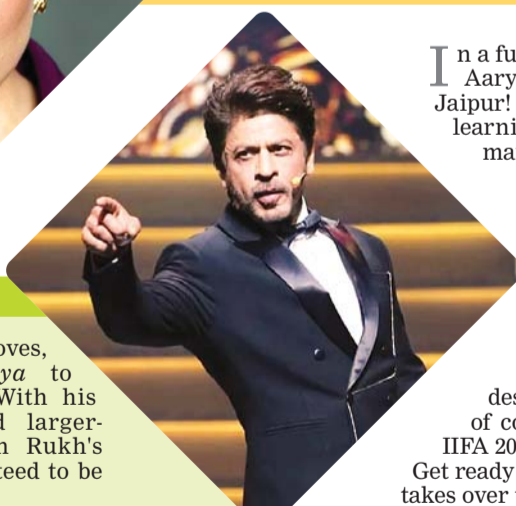 In a fu
Aary
Jaipur!
learni
ma
oves,
ya to
With his
d larger-
n Rukh's
teed to be
des
of co
IIFA 20
Get ready
takes over